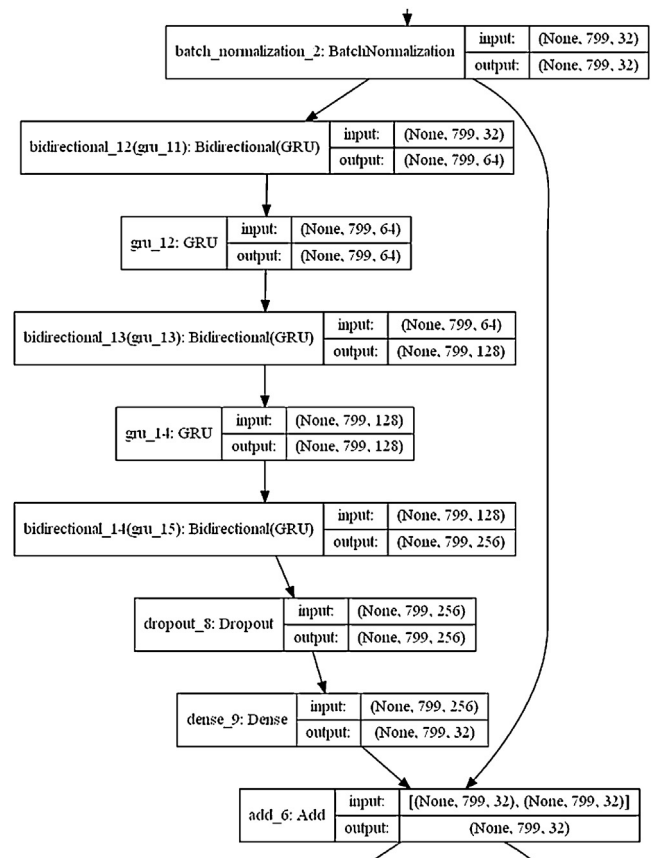 batch_normalization_2: BatchNormalization
input: (None, 799, 32)
output: (None, 799, 32)
bidirectional_12(gru_11): Bidirectional(GRU)
input: (None, 799, 32)
output: (None, 799, 64)
gru_12: GRU
input: (None, 799, 64)
output: (None, 799, 64)
bidirectional_13(gru_13): Bidirectional(GRU)
input: (None, 799, 64)
output: (None, 799, 128)
gru_14: GRU
input: (None, 799, 128)
output: (None, 799, 128)
bidirectional_14(gru_15): Bidirectional(GRU)
input: (None, 799, 128)
output: (None, 799, 256)
dropout_8: Dropout
input: (None, 799, 256)
output: (None, 799, 256)
dense_9: Dense
input: (None, 799, 256)
output: (None, 799, 32)
add_6: Add
input: [(None, 799, 32), (None, 799, 32)]
output: (None, 799, 32)